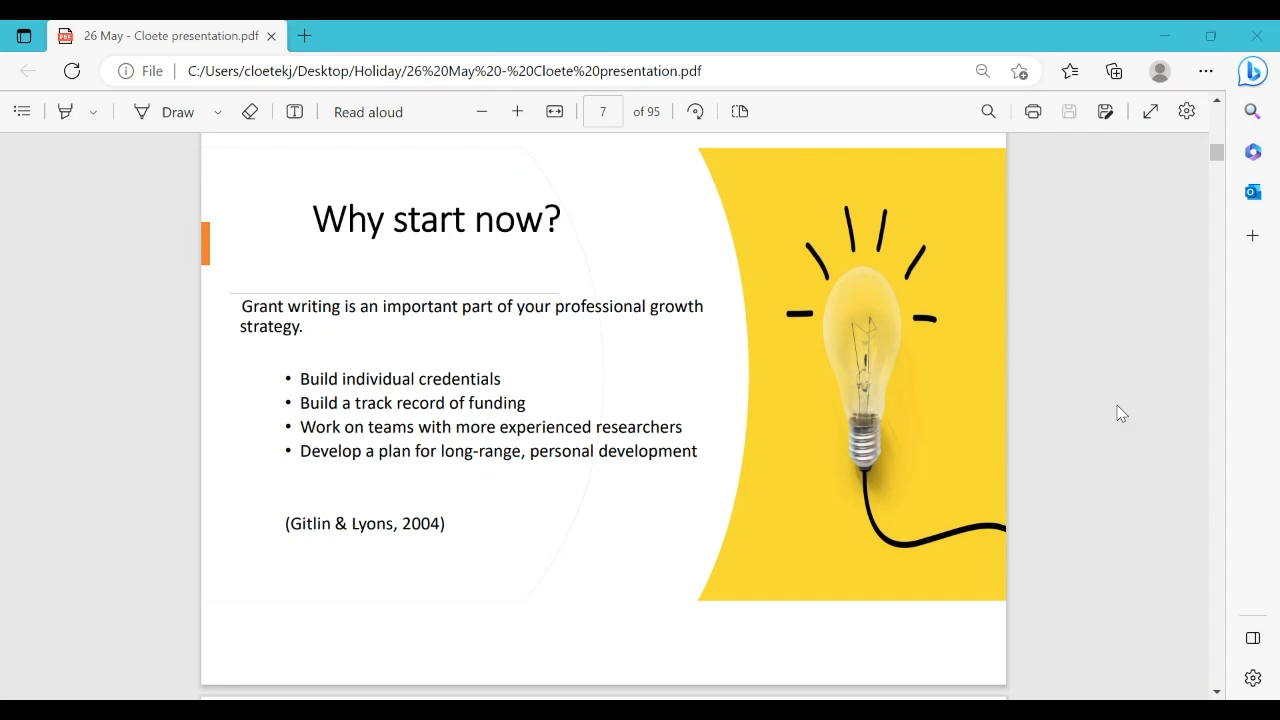 26 May - Cloete presentation.pdf
File
C:/Users/cloetekj/Desktop/Holiday/26%20May%20-%20Cloete%20presentation.pdf
Draw
Read aloud
7
of 95
Why start now?
Grant writing is an important part of your professional growth
strategy.
• Build individual credentials
• Build a track record of funding
• Work on teams with more experienced researchers
• Develop a plan for long-range, personal development
(Gitlin & Lyons, 2004)